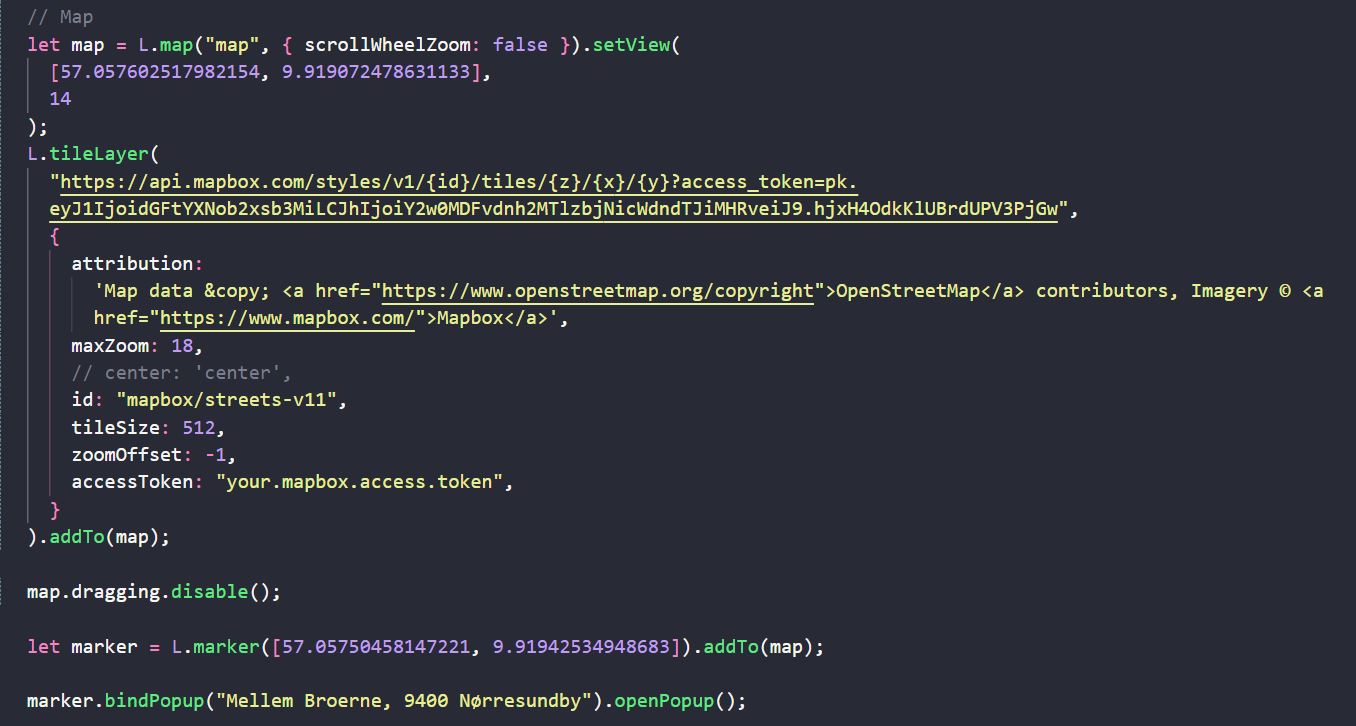 // Map
let map = L.map("map", { scrollWheelZoom: false }).setView(
[57.057602517982154, 9.919072478631133],
14
);
L.tileLayer(
"https://api.mapbox.com/styles/v1/{id}/tiles/{z}/{x}/{y}?access_token=pk.
eyJ1IjoidGFtYXNob2xsb3MiLCJhIjoiY2w0MDFvdnh2MTlzbjNicWdndTJiMHRveiJ9.hjxH4OdkKlUBrdUPV3PjGw",
{
attribution:
'Map data &copy; <a href="https://www.openstreetmap.org/copyright">OpenStreetMap</a> contributors, Imagery © <a
href="https://www.mapbox.com/">Mapbox</a>',
maxZoom: 18,
// center: 'center',
id: "mapbox/streets-v11",
tileSize: 512,
zoomOffset: -1,
accessToken: "your.mapbox.access.token",
}
).addTo(map);
map.dragging.disable();
let marker = L.marker([57.05750458147221, 9.91942534948683]).addTo(map);
marker.bindPopup("Mellem Broerne, 9400 Nørresundby").openPopup();